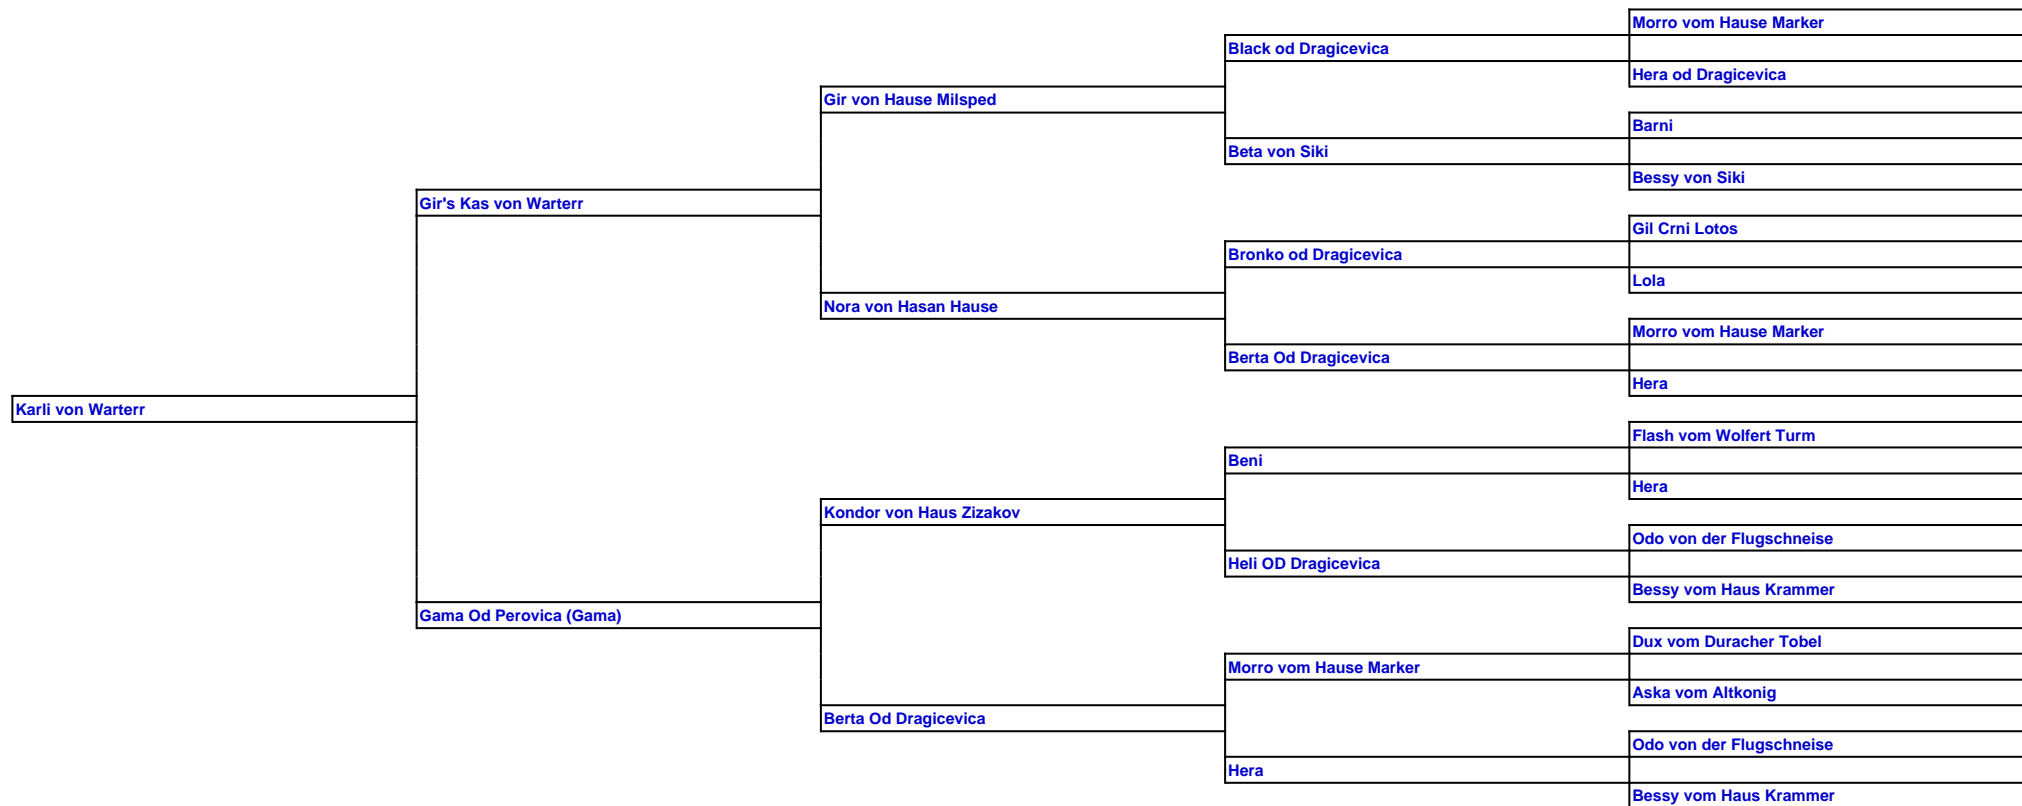 Morro vom Hause Marker
Black od Dragicevica
Hera od Dragicevica
Gir von Hause Milsped
Barni
Beta von Siki
Bessy von Siki
Gir's Kas von Warterr
Gil Crni Lotos
Bronko od Dragicevica
Lola
Nora von Hasan Hause
Morro vom Hause Marker
Berta Od Dragicevica
Hera
Karli von Warterr
Flash vom Wolfert Turm
Beni
Hera
Kondor von Haus Zizakov
Odo von der Flugschneise
Heli OD Dragicevica
Bessy vom Haus Krammer
Gama Od Perovica (Gama)
Dux vom Duracher Tobel
Morro vom Hause Marker
Aska vom Altkonig
Berta Od Dragicevica
Odo von der Flugschneise
Hera
Bessy vom Haus Krammer